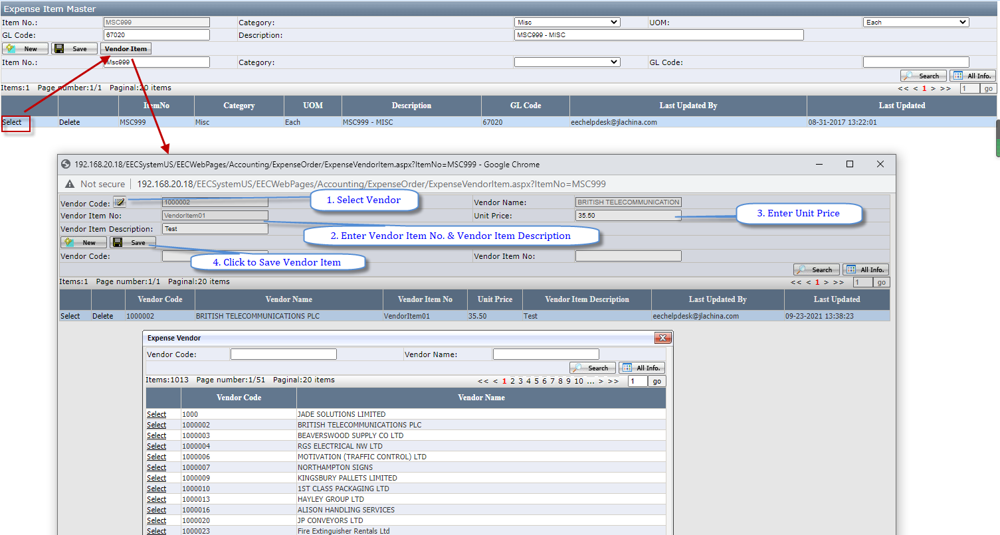 Expense Item Master
Item No.: MSC999 Category: Misc UOM: Each
GL Code: 67020 Description: MSC999 - MISC
New Save Vendor Item
Item No.: Msc999 Category: GL Code:
Search All Info.
Items:1 Page number:1/1 Paginal:20 items << < 1 > >> 1 go
ItemNo Category UOM Description GL Code Last Updated By Last Updated
Select Delete MSC999 Misc Each MSC999 - MISC 67020 eechelpdesk@jlachina.com 08-31-2017 13:22:01
192.168.20.18/EECSystemUS/EECWebPages/Accounting/ExpenseOrder/ExpenseVendorItem.aspx?ItemNo=MSC999 - Google Chrome
Not secure 192.168.20.18/EECSystemUS/EECWebPages/Accounting/ExpenseOrder/ExpenseVendorItem.aspx?ItemNo=MSC999
Vendor Code: 1000002 1. Select Vendor Vendor Name: BRITISH TELECOMMUNICATION
Vendor Item No: VendorItem01 Unit Price: 35.50 3. Enter Unit Price
Vendor Item Description: Test 2. Enter Vendor Item No. & Vendor Item Description
New Save
Vendor Code: Vendor Item No:
4. Click to Save Vendor Item
Search All Info.
Items:1 Page number:1/1 Paginal:20 items << < 1 > >> 1 go
Vendor Code Vendor Name Vendor Item No Unit Price Vendor Item Description Last Updated By Last Updated
Select Delete 1000002 BRITISH TELECOMMUNICATIONS PLC VendorItem01 35.50 Test eechelpdesk@jlachina.com 09-23-2021 13:38:23
Expense Vendor
Vendor Code: Vendor Name:
Search All Info.
Items:1013 Page number:1/51 Paginal:20 items << < 1 2 3 4 5 6 7 8 9 10 ... > >> 1 go
Vendor Code Vendor Name
Select 1000 JADE SOLUTIONS LIMITED
Select 1000002 BRITISH TELECOMMUNICATIONS PLC
Select 1000003 BEAVERSWOOD SUPPLY CO LTD
Select 1000004 RGS ELECTRICAL NW LTD
Select 1000006 MOTIVATION (TRAFFIC CONTROL) LTD
Select 1000007 NORTHAMPTON SIGNS
Select 1000009 KINGSBURY PALLETS LIMITED
Select 1000010 1ST CLASS PACKAGING LTD
Select 1000013 HAYLEY GROUP LTD
Select 1000016 ALISON HANDLING SERVICES
Select 1000020 JP CONVEYORS LTD
Select 1000023 Fire Extinguisher Rentals Ltd